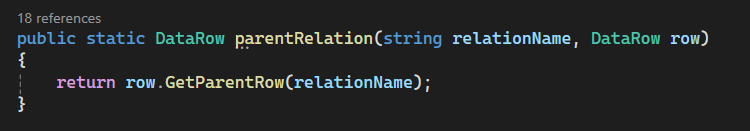 18 references
public static DataRow parentRelation(string relationName, DataRow row)
{
    return row.GetParentRow(relationName);
}